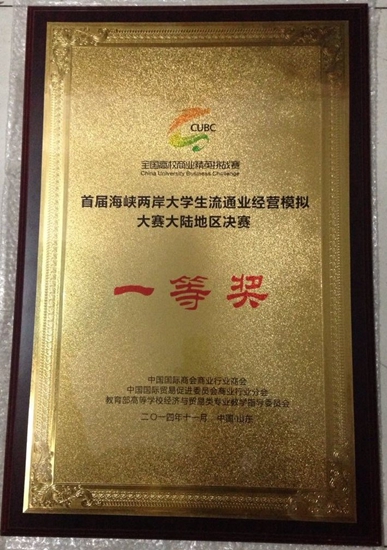 CUBC
全国高校商业精英挑战赛
China University Business Challenge
首届海峡两岸大学生流通业经营模拟
大赛大陆地区决赛
一等奖
中国国际商会商业行业商会
中国国际贸易促进委员会商业行业分会
教育部高等学校经济与贸易类专业教学指导委员会
二〇一四年十一月 中国·山东